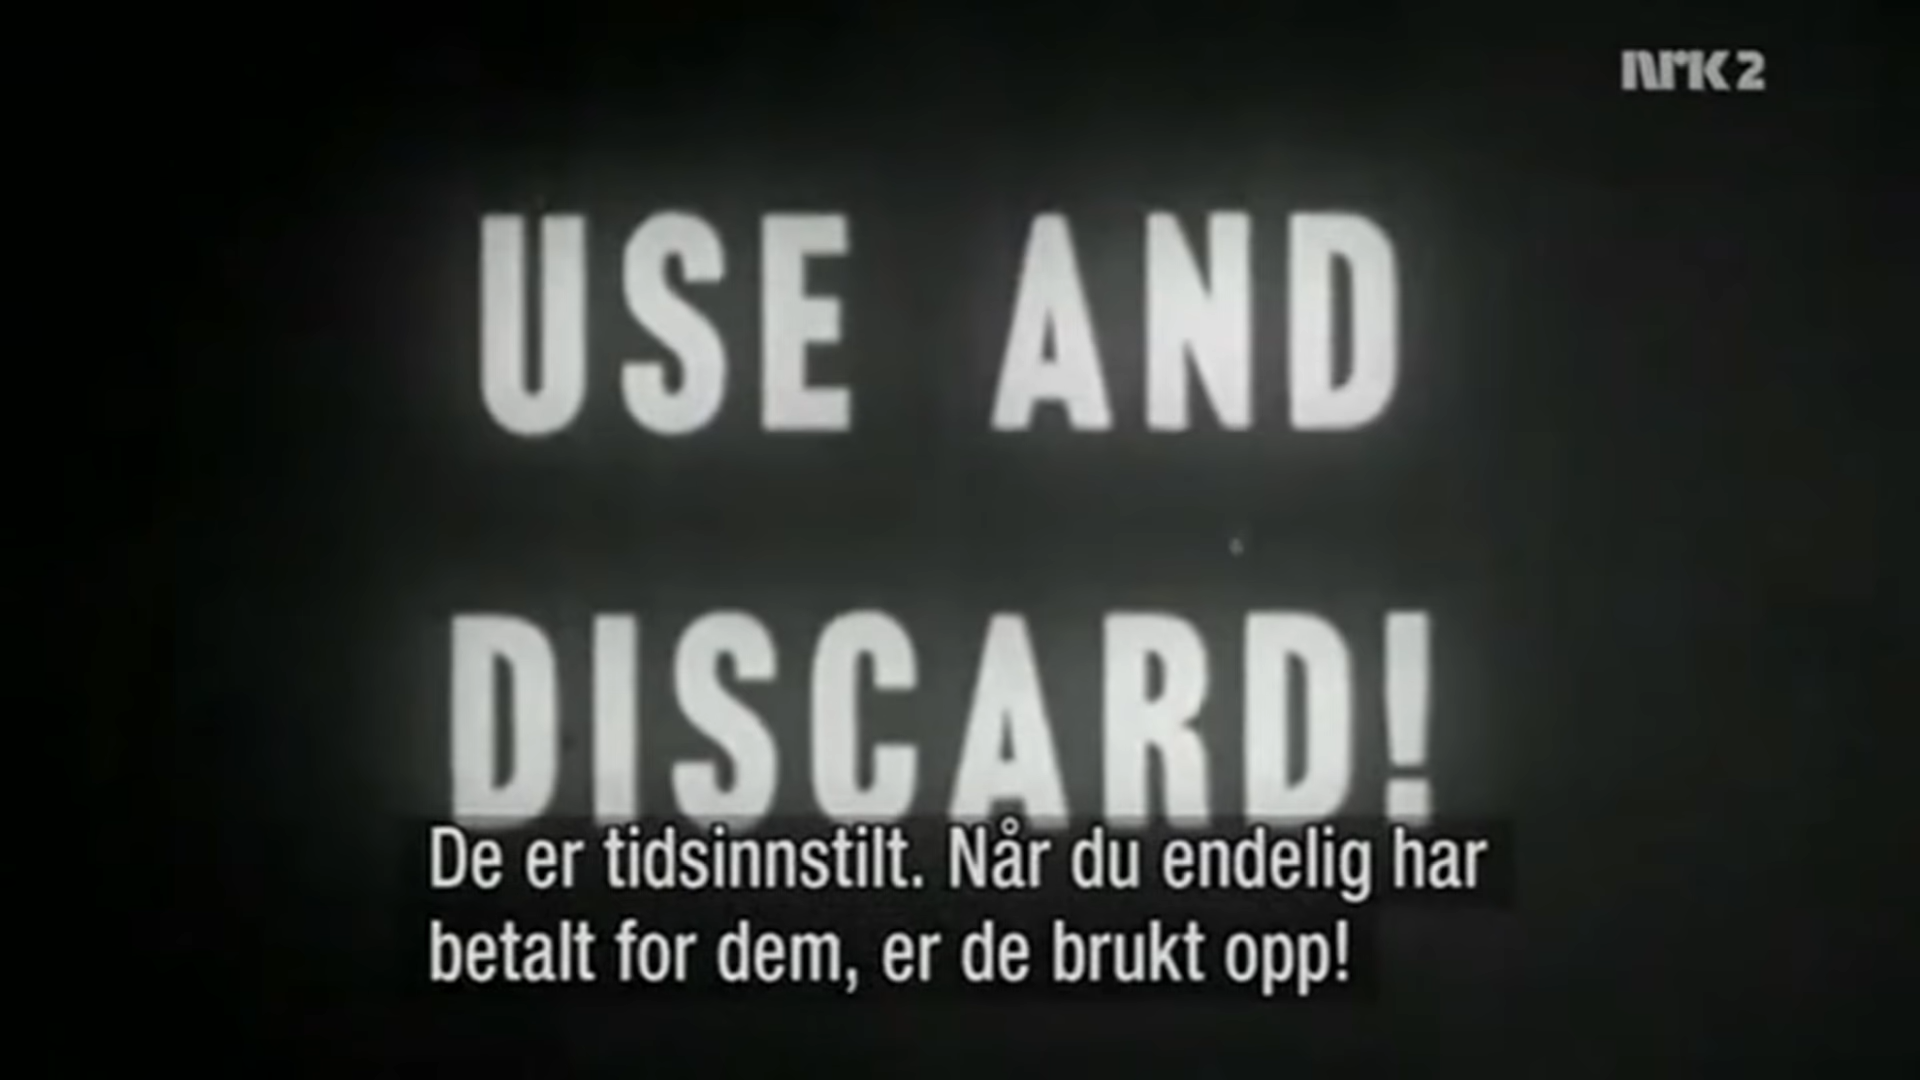 nrk 2
USE AND
DISCARD!
De er tidsinnstilt. Når du endelig har
betalt for dem, er de brukt opp!